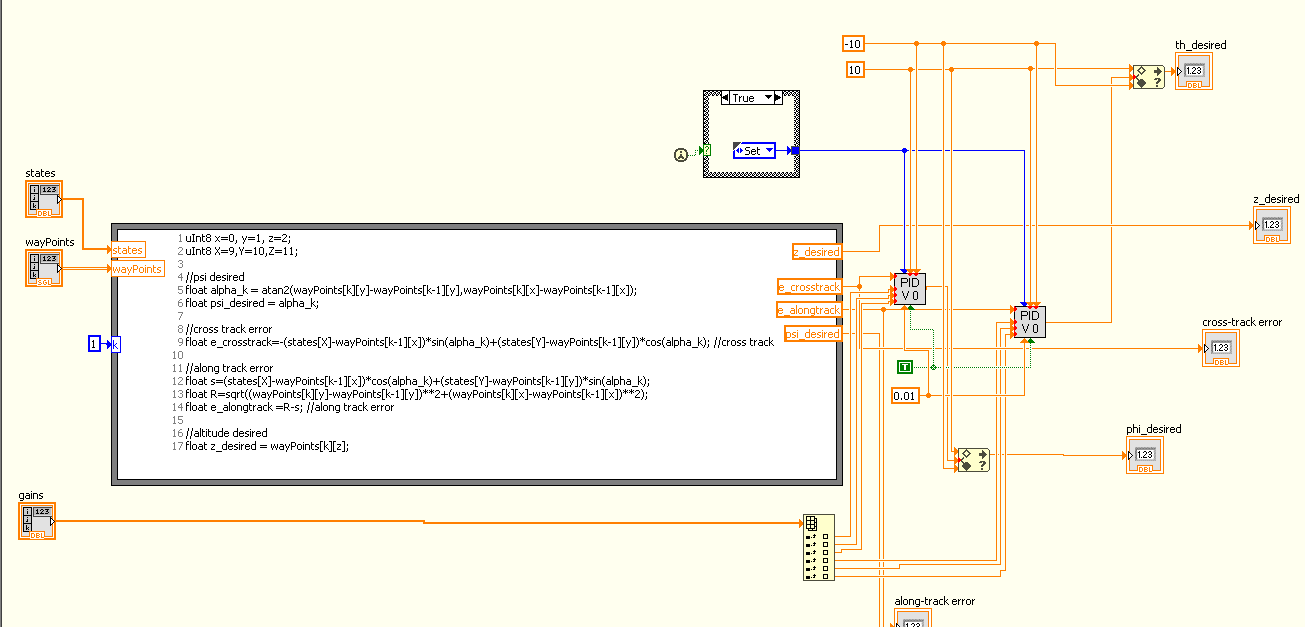 -10
th_desired
10
1.23
DBL
True
?
Set
states
123
DBL
z_desired
1.23
DBL
wayPoints
123
SGL
states
wayPoints
1
k
1 uInt8 x=0, y=1, z=2;
2 uInt8 X=9,Y=10,Z=11;
3
4 //psi desired
5 float alpha_k = atan2(wayPoints[k][y]-wayPoints[k-1][y],wayPoints[k][x]-wayPoints[k-1][x]);
6 float psi_desired = alpha_k;
7
8 //cross track error
9 float e_crosstrack=-(states[X]-wayPoints[k-1][x])*sin(alpha_k)+(states[Y]-wayPoints[k-1][y])*cos(alpha_k); //cross track
10
11 //along track error
12 float s=(states[X]-wayPoints[k-1][x])*cos(alpha_k)+(states[Y]-wayPoints[k-1][y])*sin(alpha_k);
13 float R=sqrt((wayPoints[k][y]-wayPoints[k-1][y])**2+(wayPoints[k][x]-wayPoints[k-1][x])**2);
14 float e_alongtrack =R-s; //along track error
15
16 //altitude desired
17 float z_desired = wayPoints[k][z];
z_desired
e_crosstrack
e_alongtrack
psi_desired
PID
V 0
PID
V 0
T
0.01
cross-track error
1.23
DBL
phi_desired
1.23
DBL
gains
123
DBL
along-track error
1.23